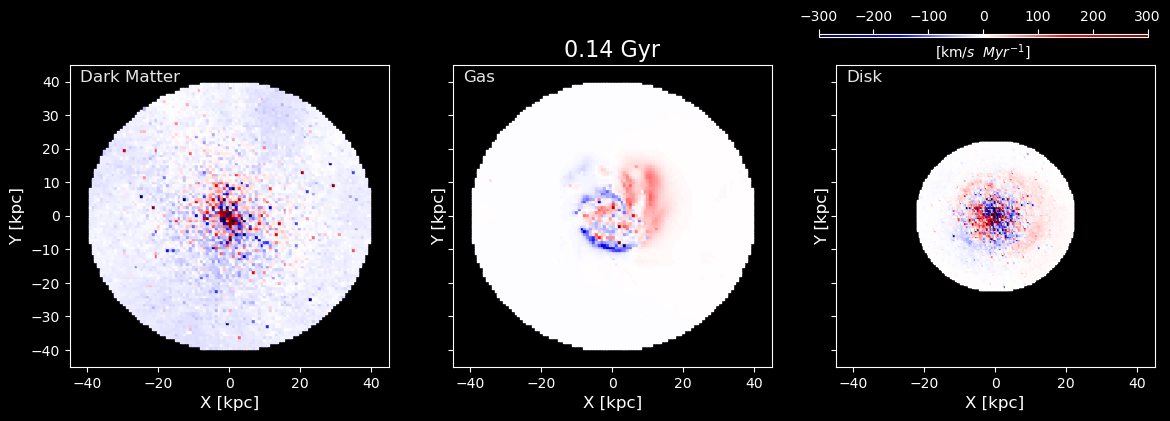 −300 −200 −100 0 100 200 300
[km/s Myr⁻¹]
0.14 Gyr
Dark Matter
Gas
Disk
40
30
20
10
0
−10
−20
−30
−40
Y [kpc]
Y [kpc]
Y [kpc]
−40 −20 0 20 40
−40 −20 0 20 40
−40 −20 0 20 40
X [kpc]
X [kpc]
X [kpc]